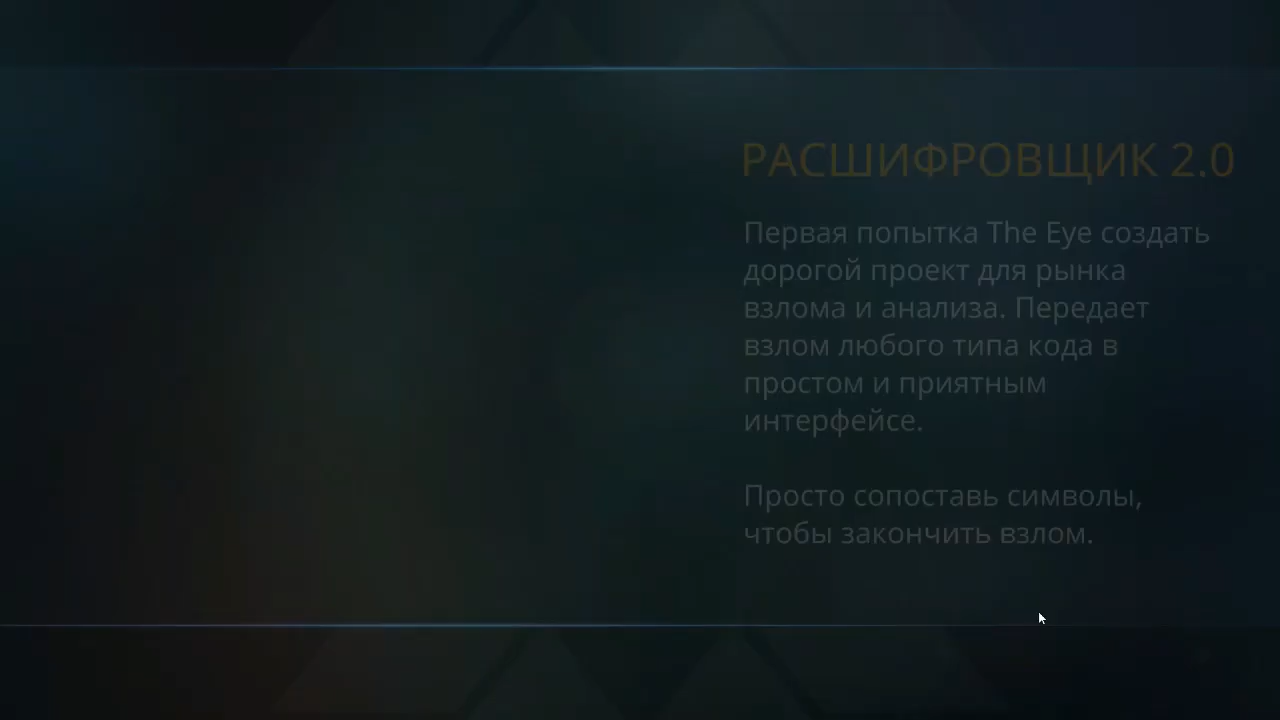 РАСШИФРОВЩИК 2.0
Первая попытка The Eye создать
дорогой проект для рынка
взлома и анализа. Передает
взлом любого типа кода в
простом и приятным
интерфейсе.
Просто сопоставь символы,
чтобы закончить взлом.